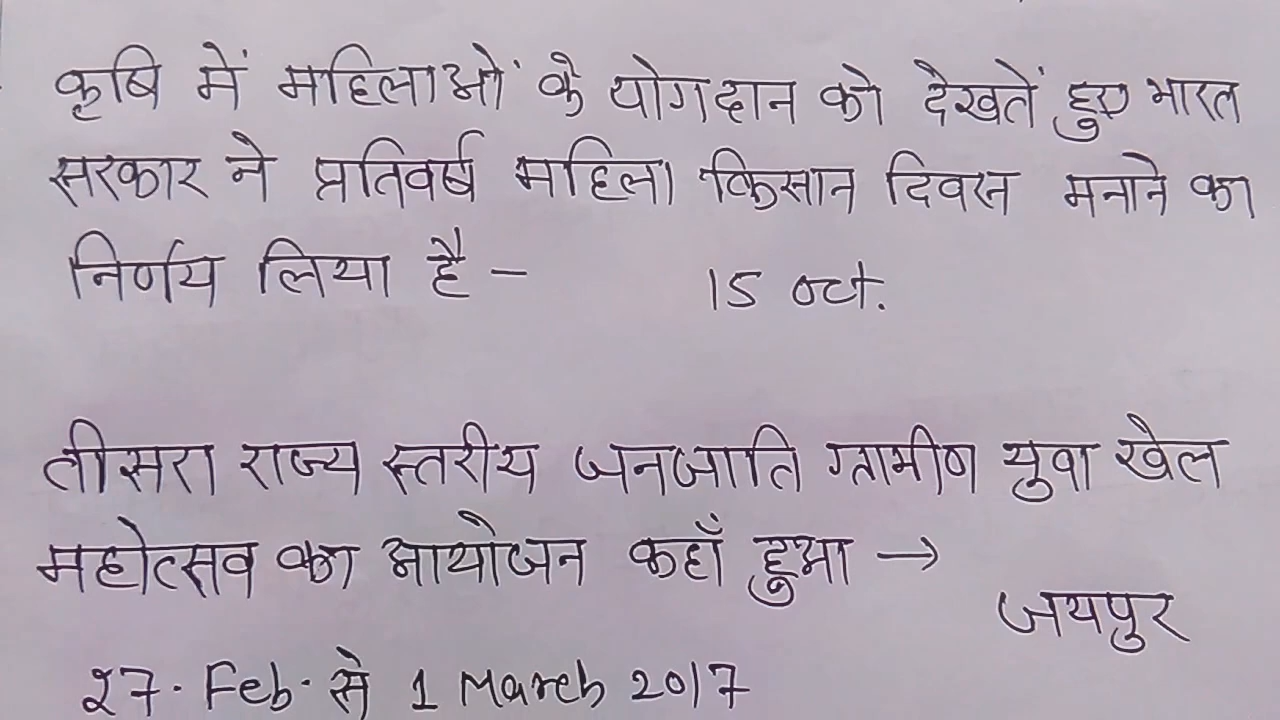 कृषि में महिलाओं के योगदान को देखतें हुए भारत
सरकार ने प्रतिवर्ष महिला किसान दिवस मनाने का
निर्णय लिया है - 15 oct.
तीसरा राज्य स्तरीय जनजाति ग्रामीण युवा खेल
महोत्सव का आयोजन कहाँ हुआ →
जयपुर
27. Feb. से 1 March 2017